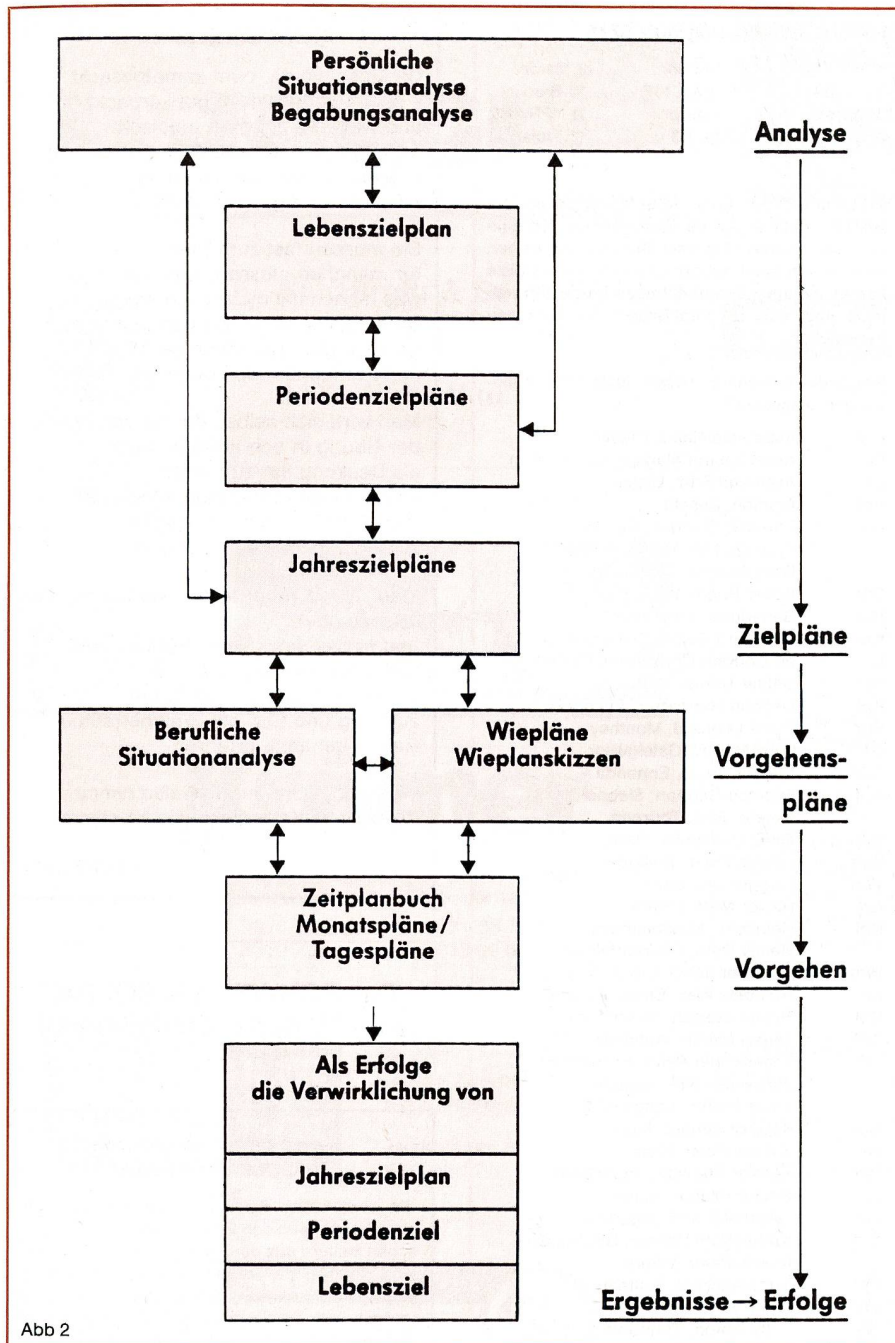 Persönliche
Situationsanalyse
Begabungsanalyse
Analyse
Lebenszielplan
Periodenzielpläne
Jahreszielpläne
Zielpläne
Berufliche
Situationanalyse
Wiepläne
Wieplanskizzen
Vorgehens-
pläne
Zeitplanbuch
Monatspläne/
Tagespläne
Vorgehen
Als Erfolge
die Verwirklichung von
Jahreszielplan
Periodenziel
Lebensziel
Ergebnisse → Erfolge
Abb 2